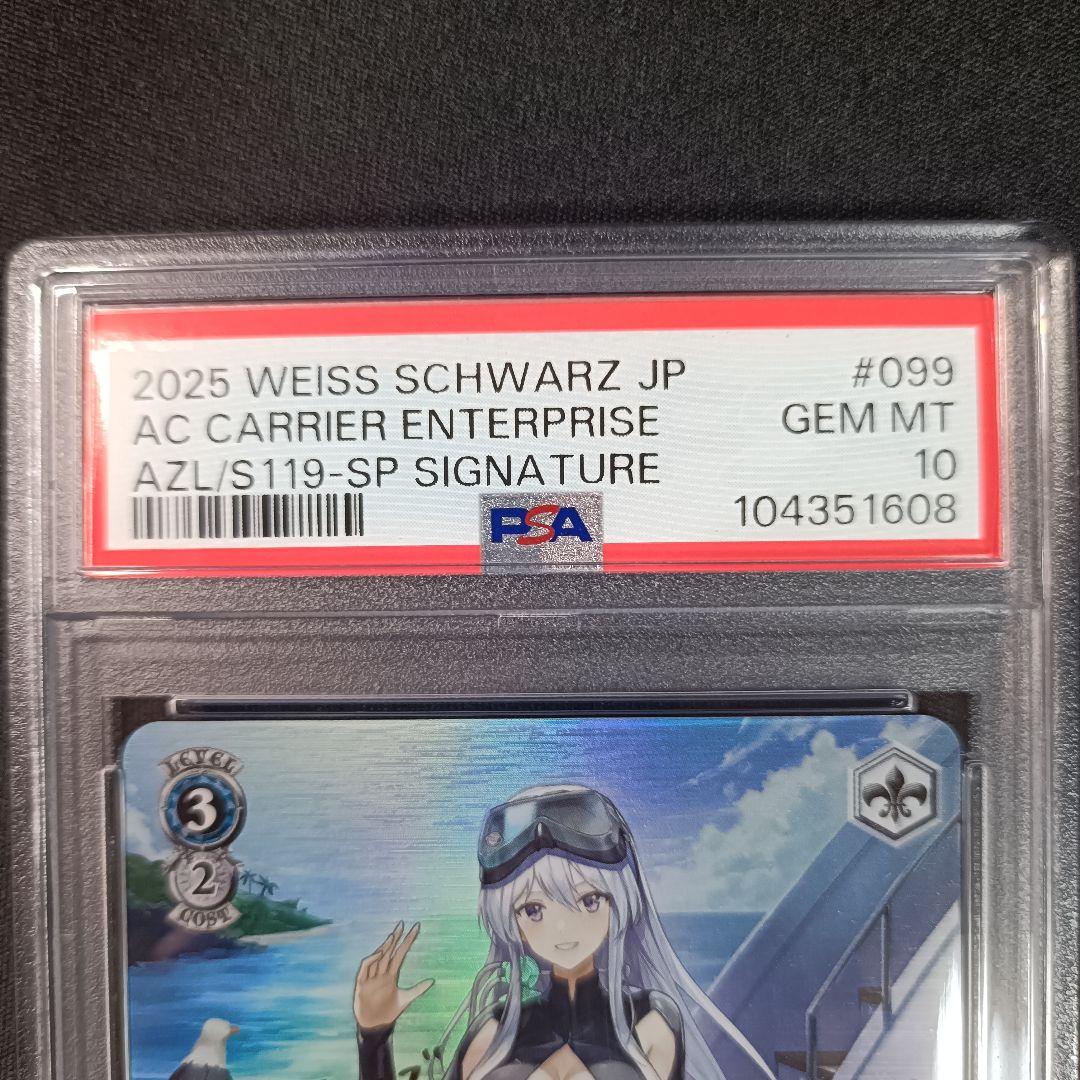 2025 WEISS SCHWARZ JP #099
AC CARRIER ENTERPRISE GEM MT
AZL/S119-SP SIGNATURE 10
PSA 104351608
LEVEL
3
2
COST